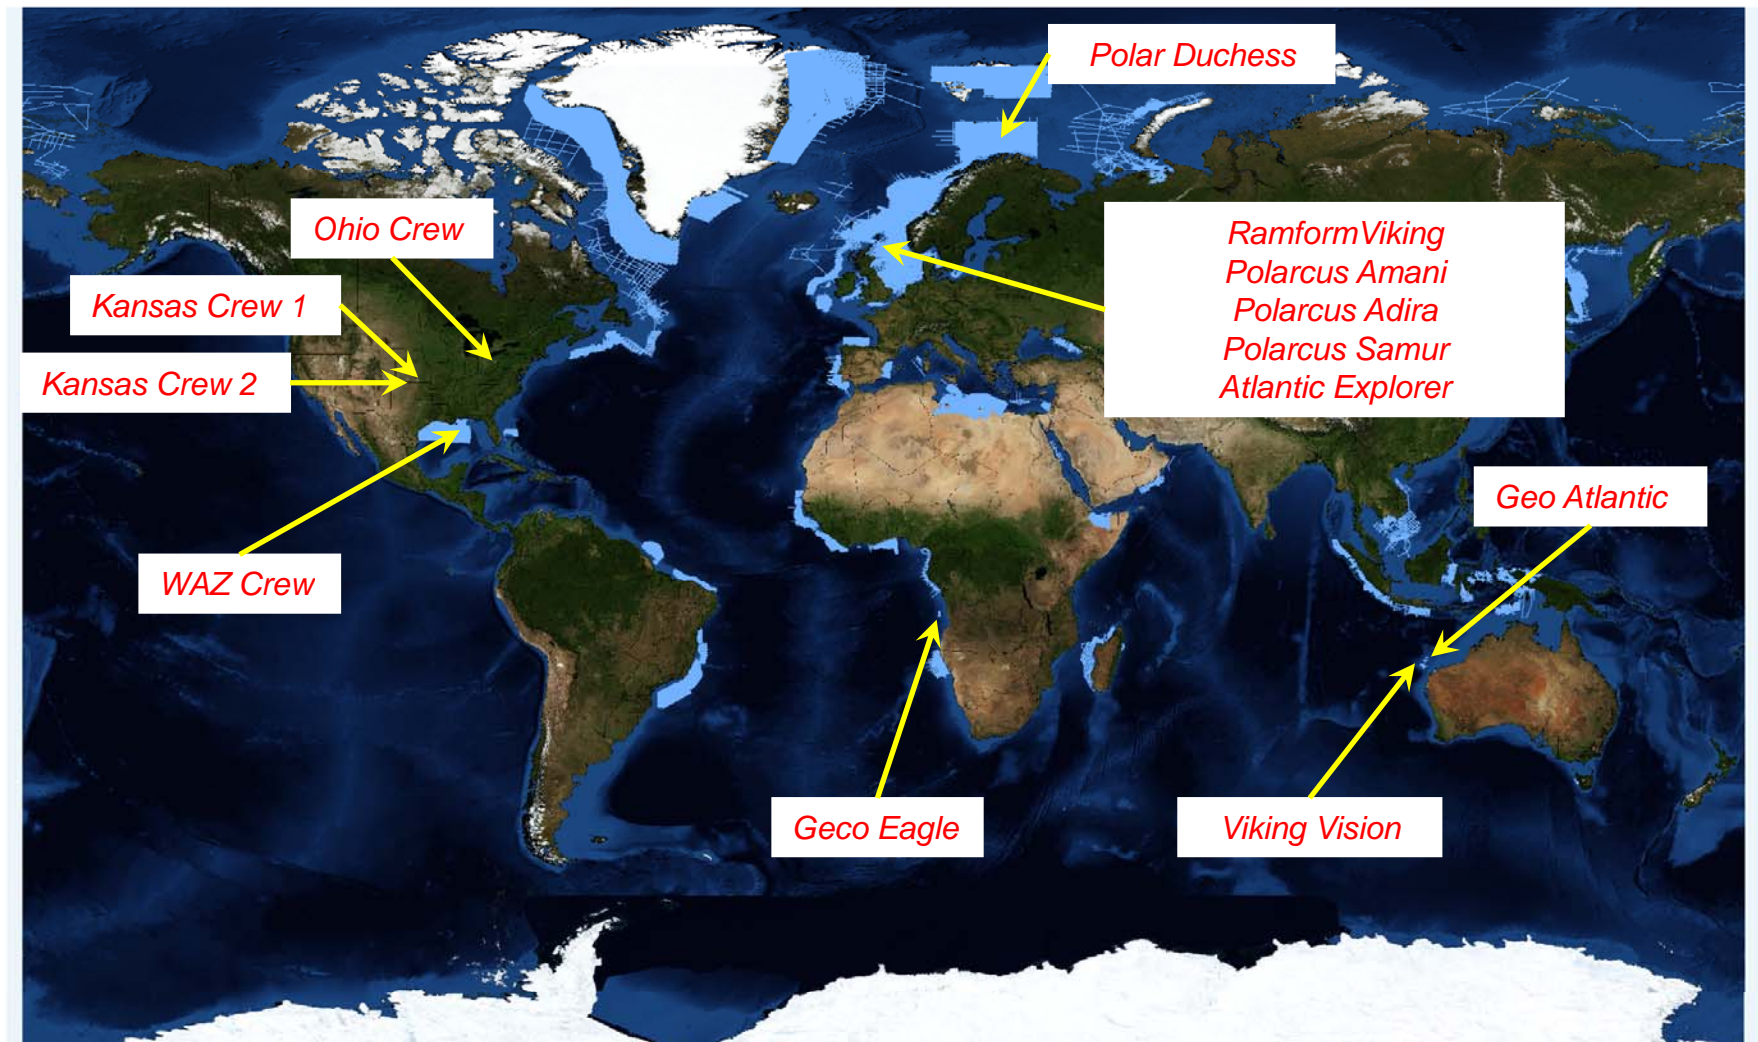 Polar Duchess
Ohio Crew
RamformViking
Polarcus Amani
Polarcus Adira
Polarcus Samur
Atlantic Explorer
Kansas Crew 1
Kansas Crew 2
Geo Atlantic
WAZ Crew
Geco Eagle
Viking Vision